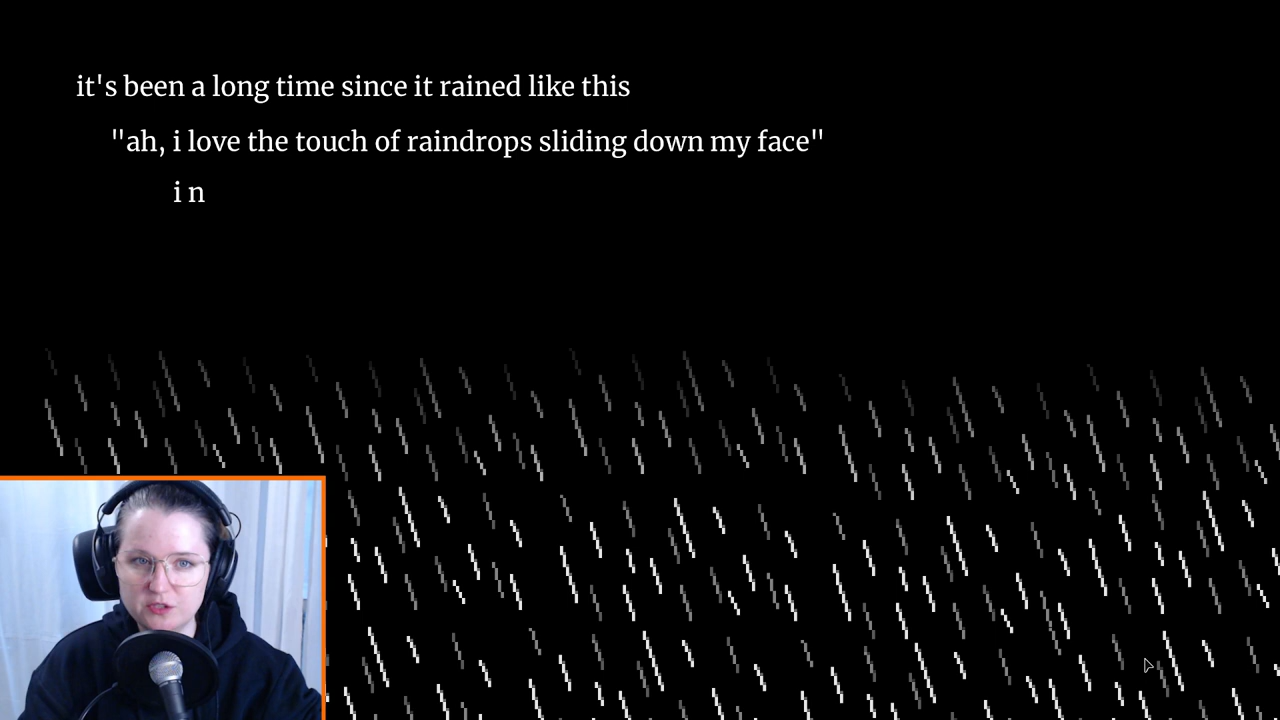 it's been a long time since it rained like this
"ah, i love the touch of raindrops sliding down my face"
i n